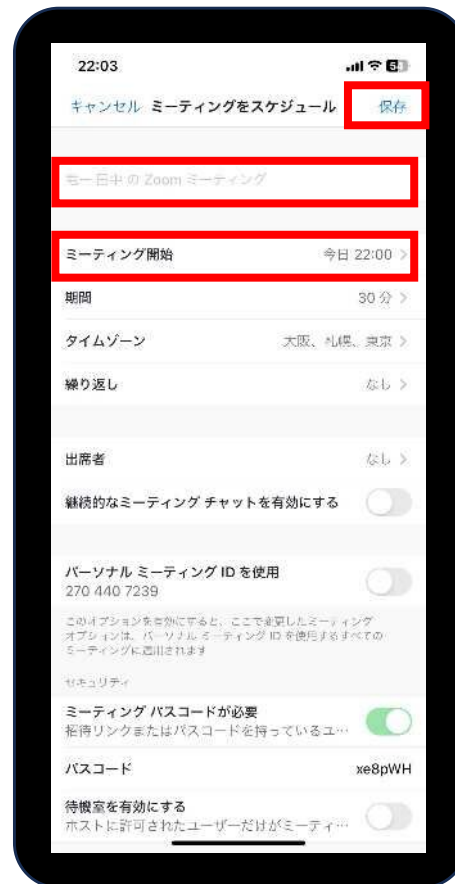 22:03
キャンセル ミーティングをスケジュール 保存
の Zoom ミーティング
ミーティング開始 今日 22:00
期間 30 分
タイムゾーン 大阪、札幌、東京
繰り返し なし
出席者 なし
継続的なミーティング チャットを有効にする
パーソナル ミーティング ID を使用
270 440 7239
このオプションを有効にすると、ここで変更したミーティング
オプションは、パーソナル ミーティング ID を使用するすべての
ミーティングに適用されます
セキュリティ
ミーティング パスコードが必要
招待リンクまたはパスコードを持っているユ…
パスコード xe8pWH
待機室を有効にする
ホストに許可されたユーザーだけがミーティ…